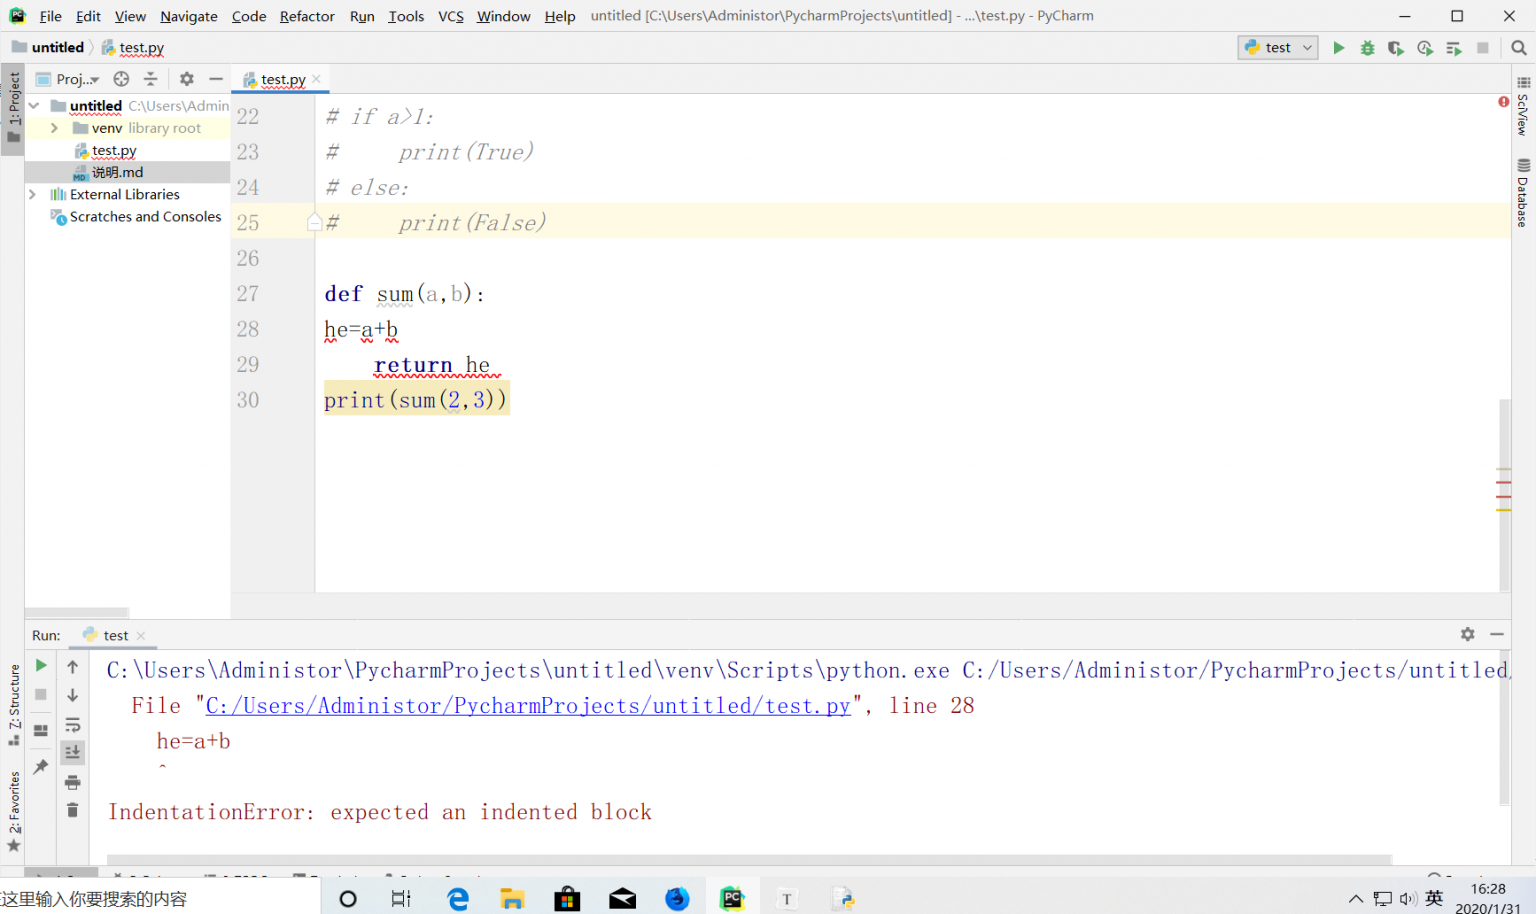 File Edit View Navigate Code Refactor Run Tools VCS Window Help untitled [C:\Users\Administor\PycharmProjects\untitled] - ...\test.py - PyCharm
untitled test.py
test
1: Project
Proj...
test.py
untitled C:\Users\Admin
venv library root
test.py
说明.md
External Libraries
Scratches and Consoles
22 # if a>1:
23 #     print(True)
24 # else:
25 #     print(False)
26
27 def sum(a,b):
28 he=a+b
29     return he
30 print(sum(2,3))
SciView
Database
Run: test
C:\Users\Administor\PycharmProjects\untitled\venv\Scripts\python.exe C:/Users/Administor/PycharmProjects/untitled/
File "C:/Users/Administor/PycharmProjects/untitled/test.py", line 28
he=a+b
^
IndentationError: expected an indented block
Z: Structure
2: Favorites
这里输入你要搜索的内容
英
16:28
2020/1/31